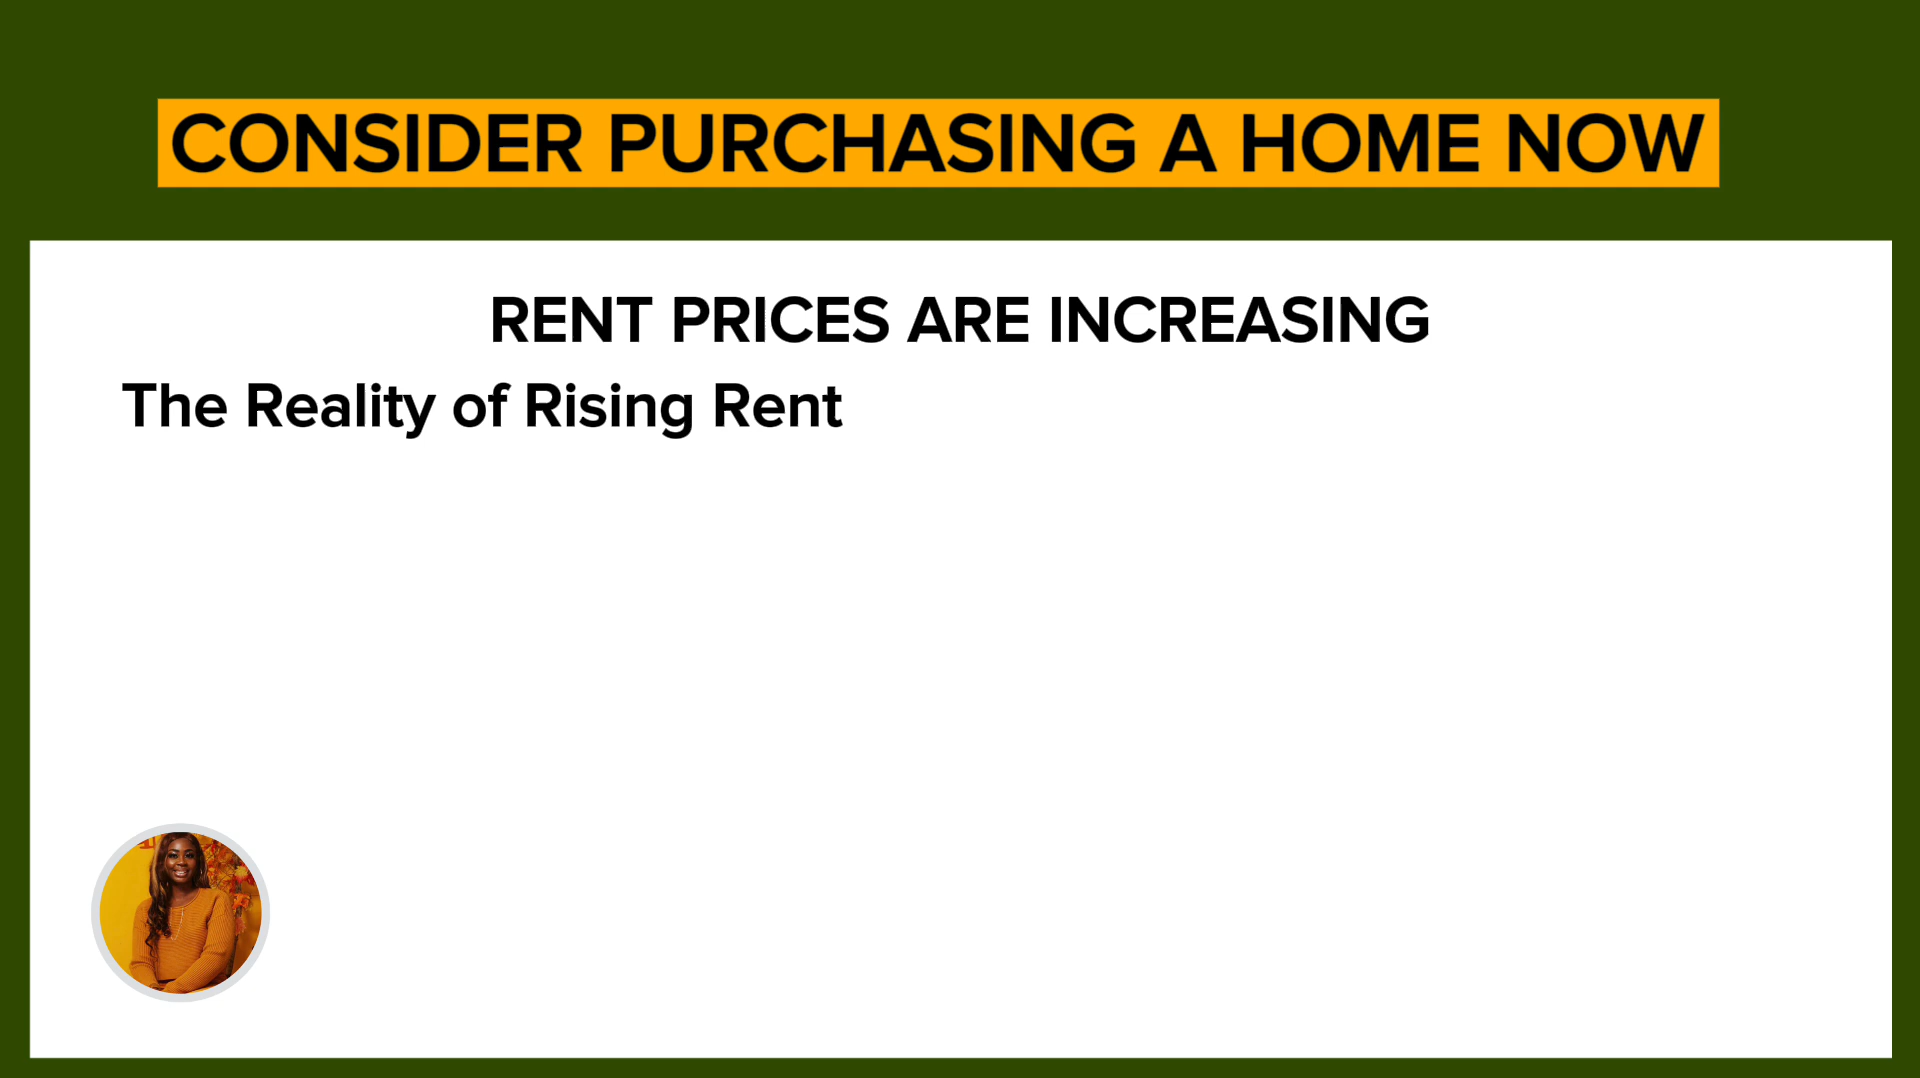 CONSIDER PURCHASING A HOME NOW
RENT PRICES ARE INCREASING
The Reality of Rising Rent